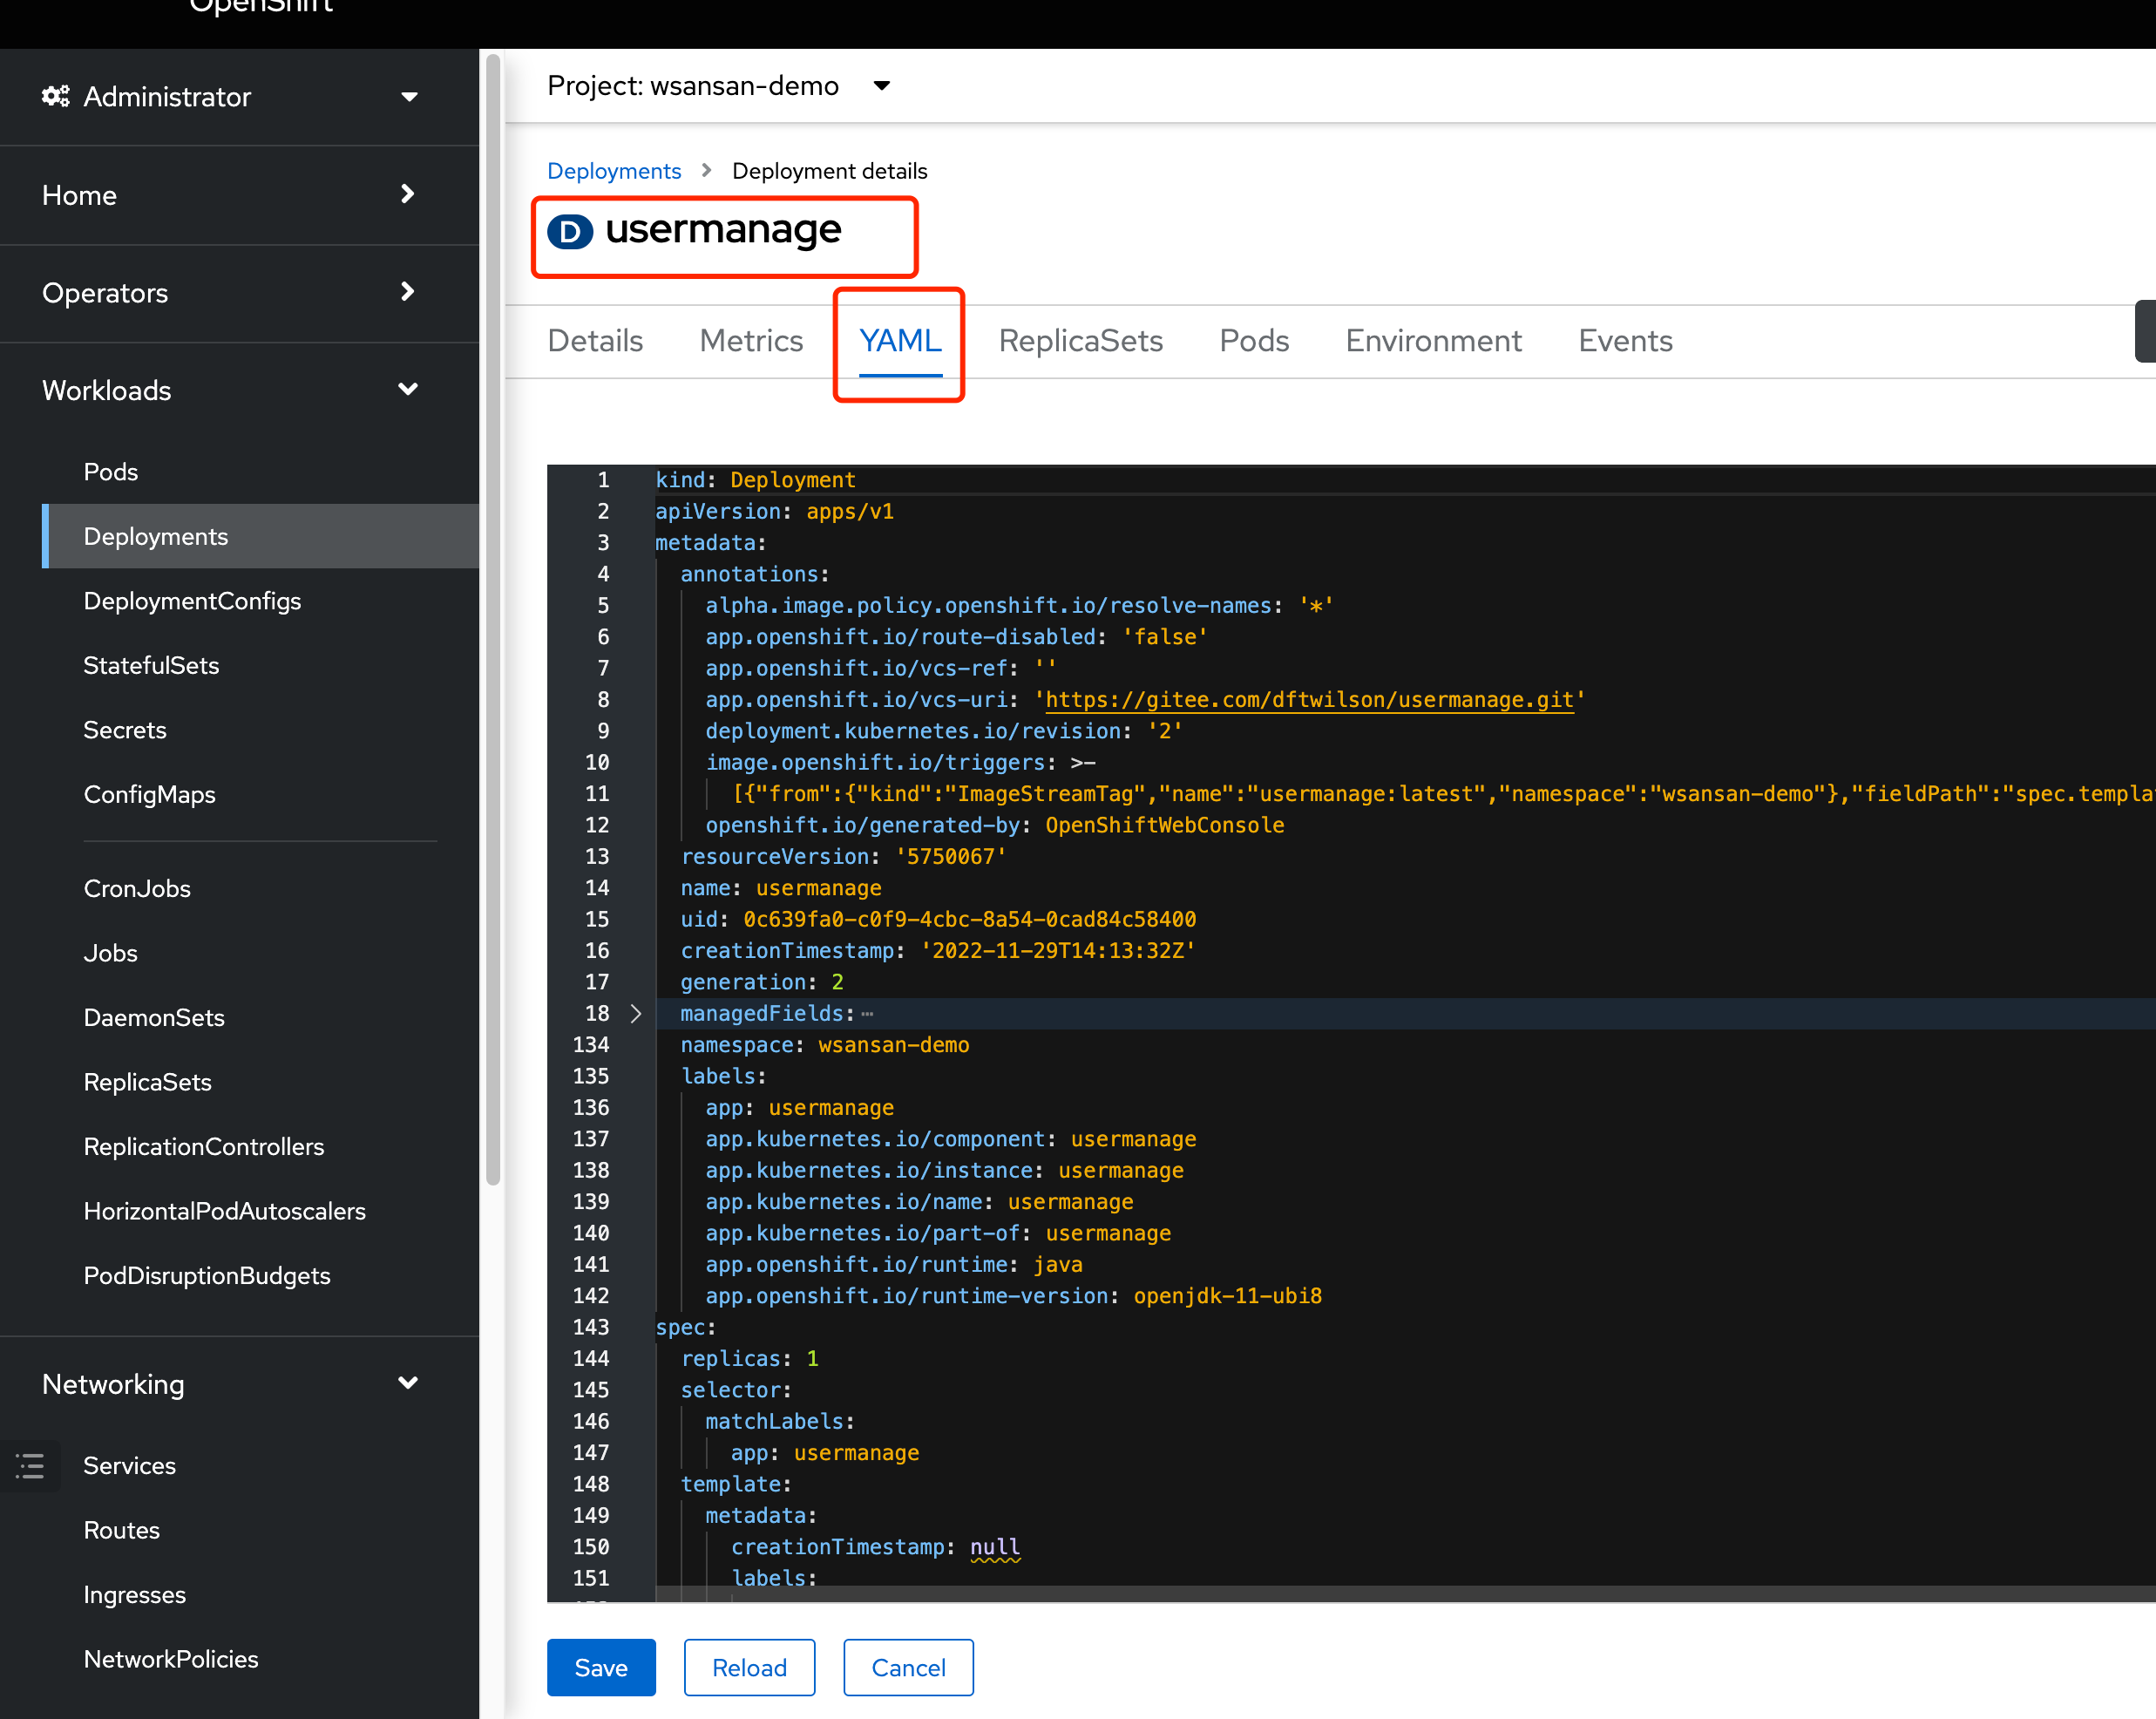 OpenShift
Administrator
Home
Operators
Workloads
Pods
Deployments
DeploymentConfigs
StatefulSets
Secrets
ConfigMaps
CronJobs
Jobs
DaemonSets
ReplicaSets
ReplicationControllers
HorizontalPodAutoscalers
PodDisruptionBudgets
Networking
Services
Routes
Ingresses
NetworkPolicies
Project: wsansan-demo
Deployments > Deployment details
D usermanage
Details Metrics YAML ReplicaSets Pods Environment Events
1 kind: Deployment
2 apiVersion: apps/v1
3 metadata:
4 annotations:
5 alpha.image.policy.openshift.io/resolve-names: '*'
6 app.openshift.io/route-disabled: 'false'
7 app.openshift.io/vcs-ref: ''
8 app.openshift.io/vcs-uri: 'https://gitee.com/dftwilson/usermanage.git'
9 deployment.kubernetes.io/revision: '2'
10 image.openshift.io/triggers: >-
11 [{"from":{"kind":"ImageStreamTag","name":"usermanage:latest","namespace":"wsansan-demo"},"fieldPath":"spec.templa
12 openshift.io/generated-by: OpenShiftWebConsole
13 resourceVersion: '5750067'
14 name: usermanage
15 uid: 0c639fa0-c0f9-4cbc-8a54-0cad84c58400
16 creationTimestamp: '2022-11-29T14:13:32Z'
17 generation: 2
18 managedFields: ⋯
134 namespace: wsansan-demo
135 labels:
136 app: usermanage
137 app.kubernetes.io/component: usermanage
138 app.kubernetes.io/instance: usermanage
139 app.kubernetes.io/name: usermanage
140 app.kubernetes.io/part-of: usermanage
141 app.openshift.io/runtime: java
142 app.openshift.io/runtime-version: openjdk-11-ubi8
143 spec:
144 replicas: 1
145 selector:
146 matchLabels:
147 app: usermanage
148 template:
149 metadata:
150 creationTimestamp: null
151 labels:
Save Reload Cancel